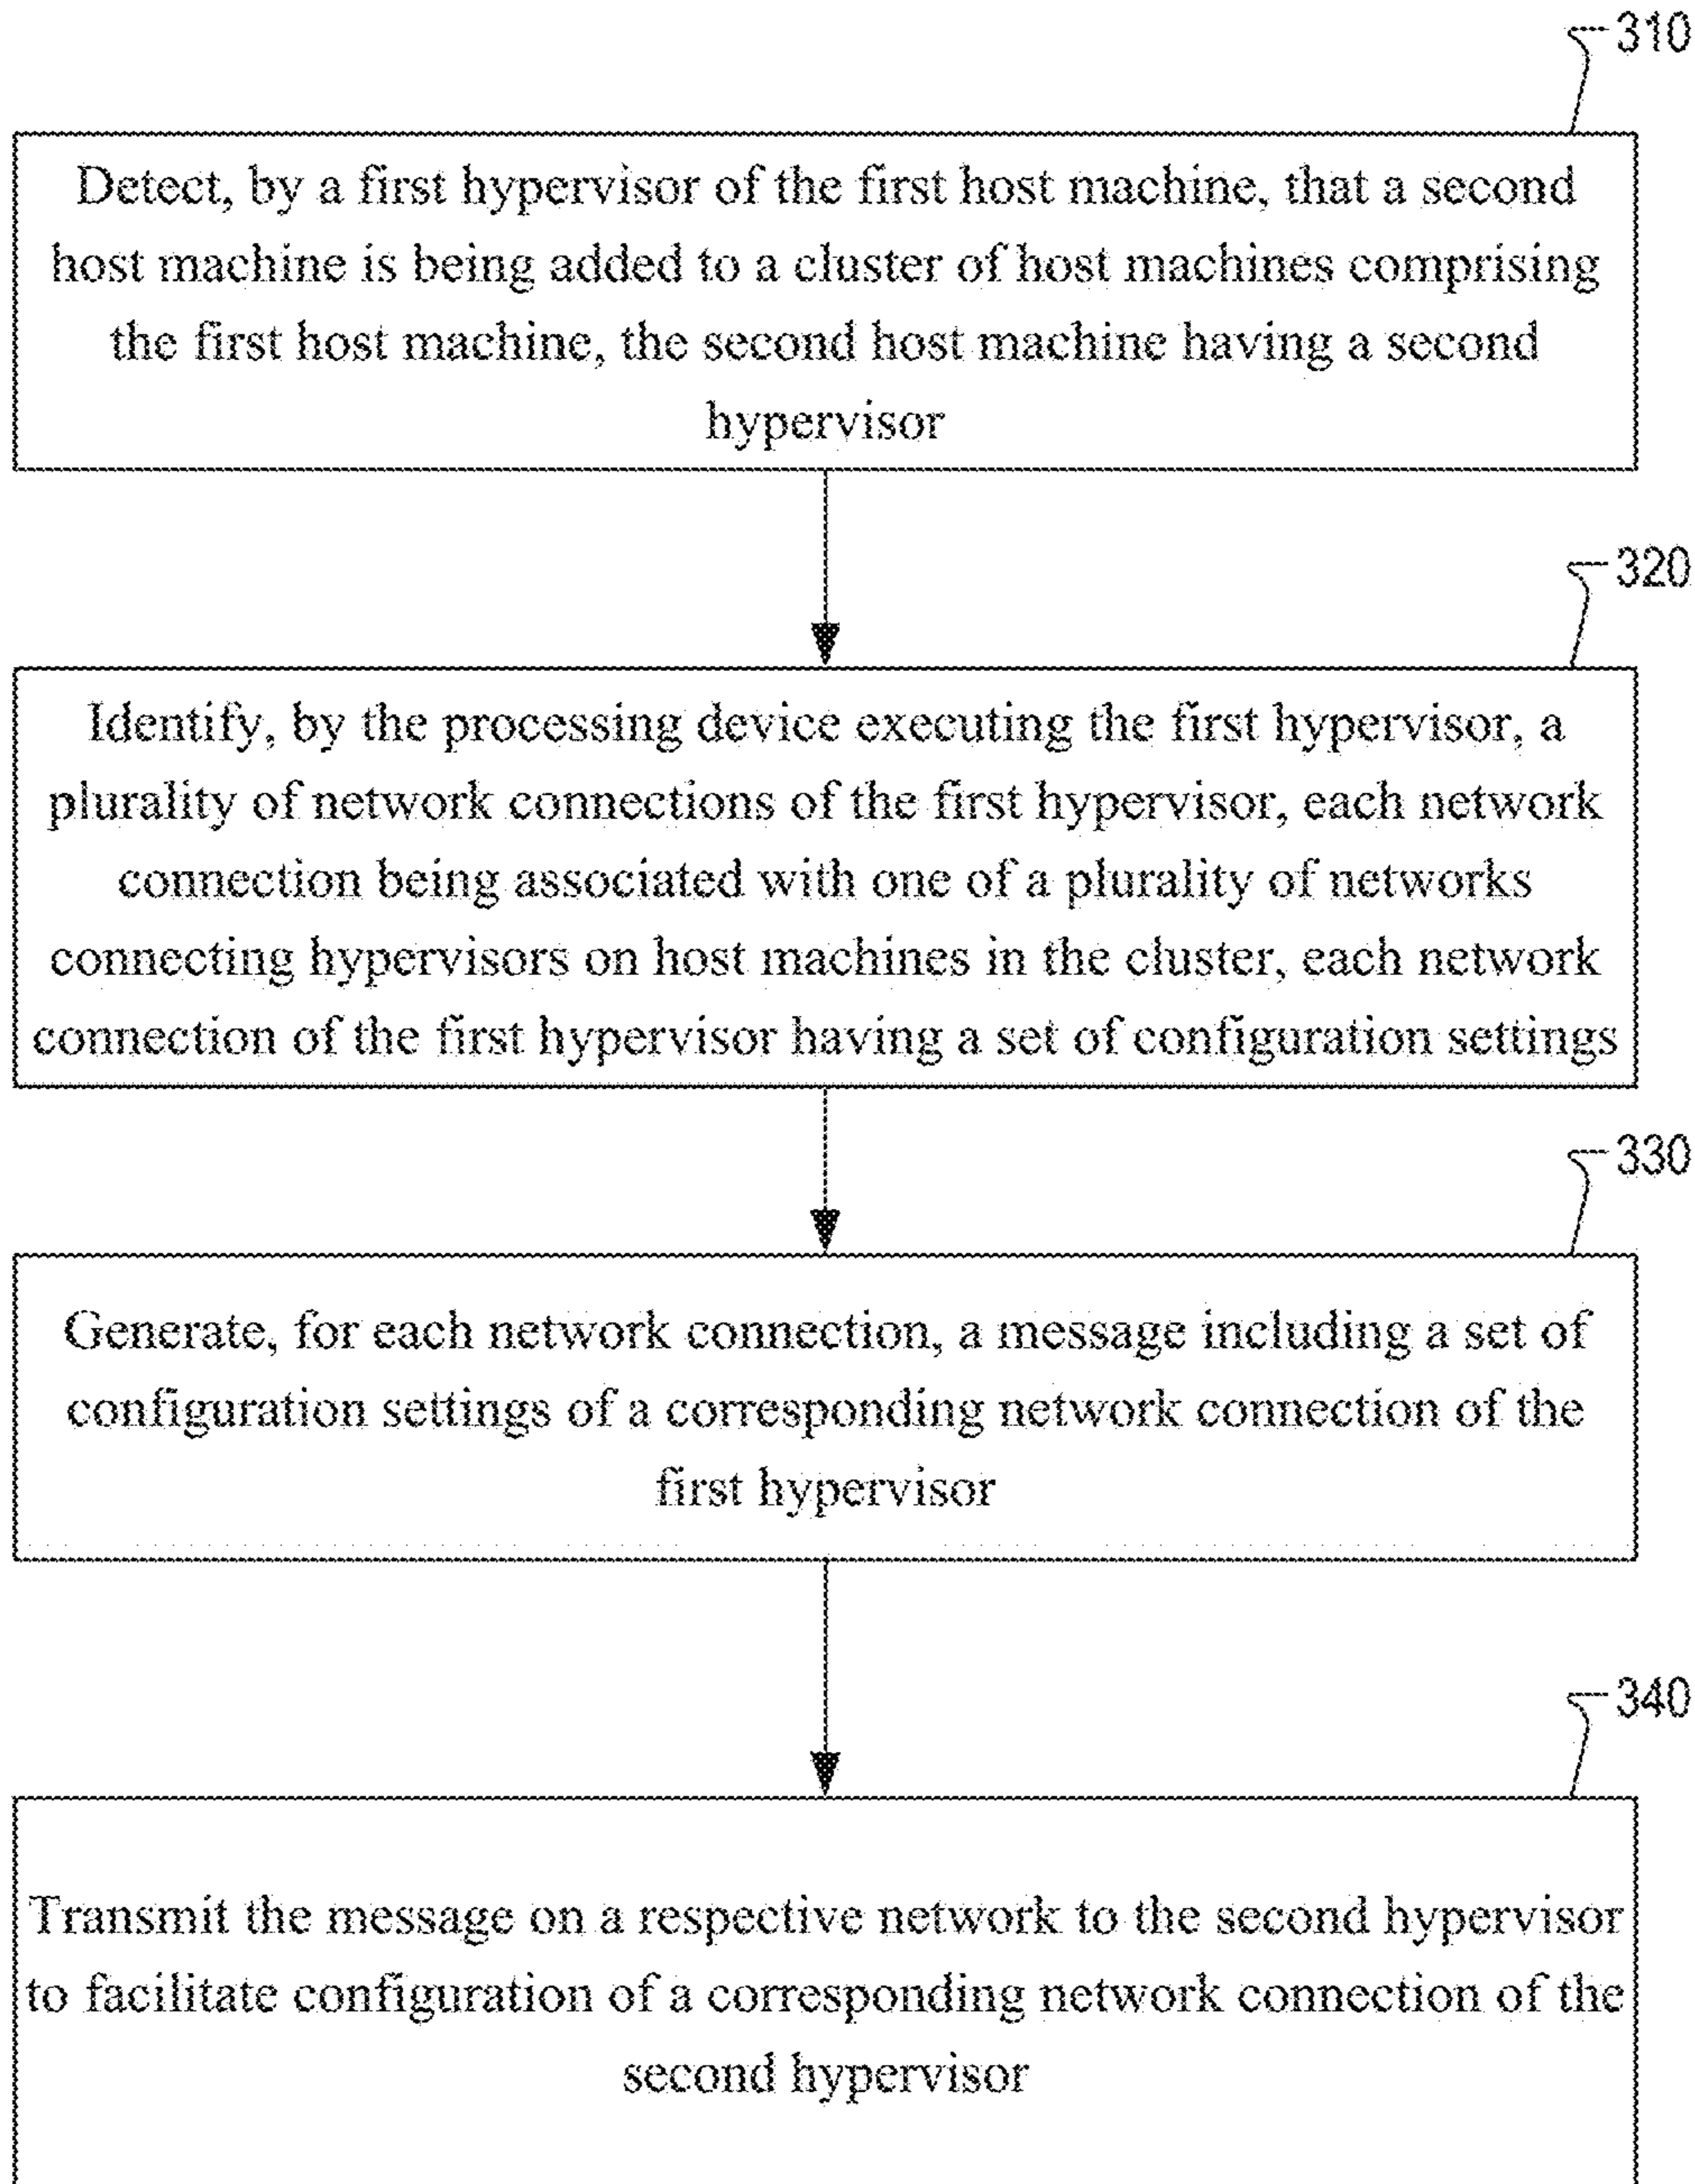 310
Detect, by a first hypervisor of the first host machine, that a second
host machine is being added to a cluster of host machines comprising
the first host machine, the second host machine having a second
hypervisor
320
Identify, by the processing device executing the first hypervisor, a
plurality of network connections of the first hypervisor, each network
connection being associated with one of a plurality of networks
connecting hypervisors on host machines in the cluster, each network
connection of the first hypervisor having a set of configuration settings
330
Generate, for each network connection, a message including a set of
configuration settings of a corresponding network connection of the
first hypervisor
340
Transmit the message on a respective network to the second hypervisor
to facilitate configuration of a corresponding network connection of the
second hypervisor